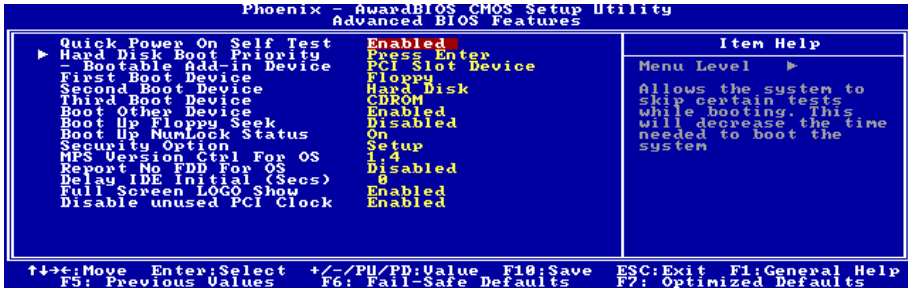 Phoenix - AwardBIOS CMOS Setup Utility
Advanced BIOS Features
Quick Power On Self Test Enabled
▶ Hard Disk Boot Priority Press Enter
- Bootable Add-in Device PCI Slot Device
First Boot Device Floppy
Second Boot Device Hard Disk
Third Boot Device CDROM
Boot Other Device Enabled
Boot Up Floppy Seek Disabled
Boot Up NumLock Status On
Security Option Setup
MPS Version Ctrl For OS 1.4
Report No FDD For OS Disabled
Delay IDE Initial (Secs) 0
Full Screen LOGO Show Enabled
Disable unused PCI Clock Enabled
Item Help
Menu Level ▶
Allows the system to
skip certain tests
while booting. This
will decrease the time
needed to boot the
system
↑↓→←:Move Enter:Select +/-/PU/PD:Value F10:Save ESC:Exit F1:General Help
F5: Previous Values F6: Fail-Safe Defaults F7: Optimized Defaults